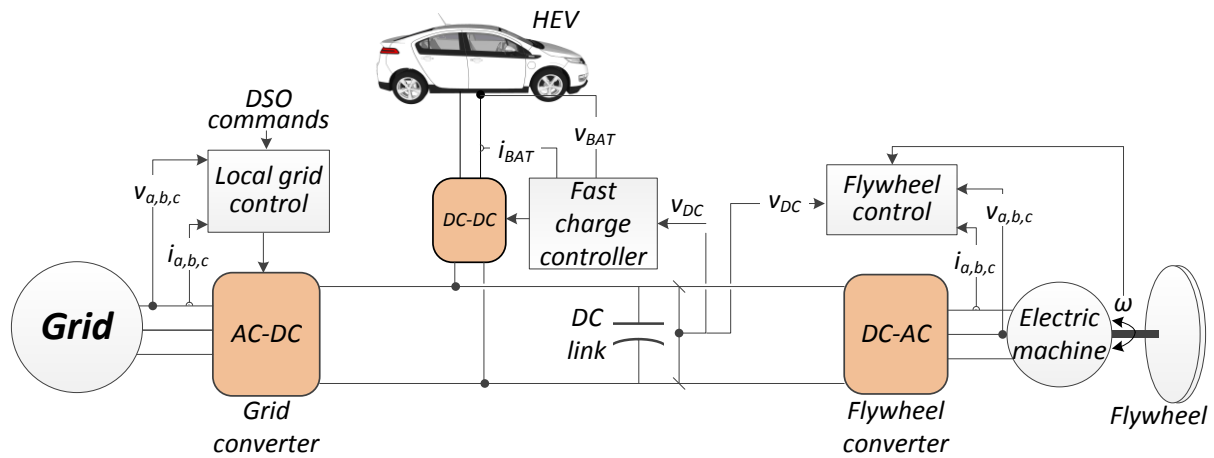 HEV
DSO
commands
v_BAT
i_BAT
Local grid
control
v_a,b,c
i_a,b,c
DC-DC
Fast
charge
controller
v_DC
v_DC
Flywheel
control
v_a,b,c
i_a,b,c
Grid
AC-DC
DC
link
DC-AC
Electric
machine
ω
Grid
converter
Flywheel
converter
Flywheel